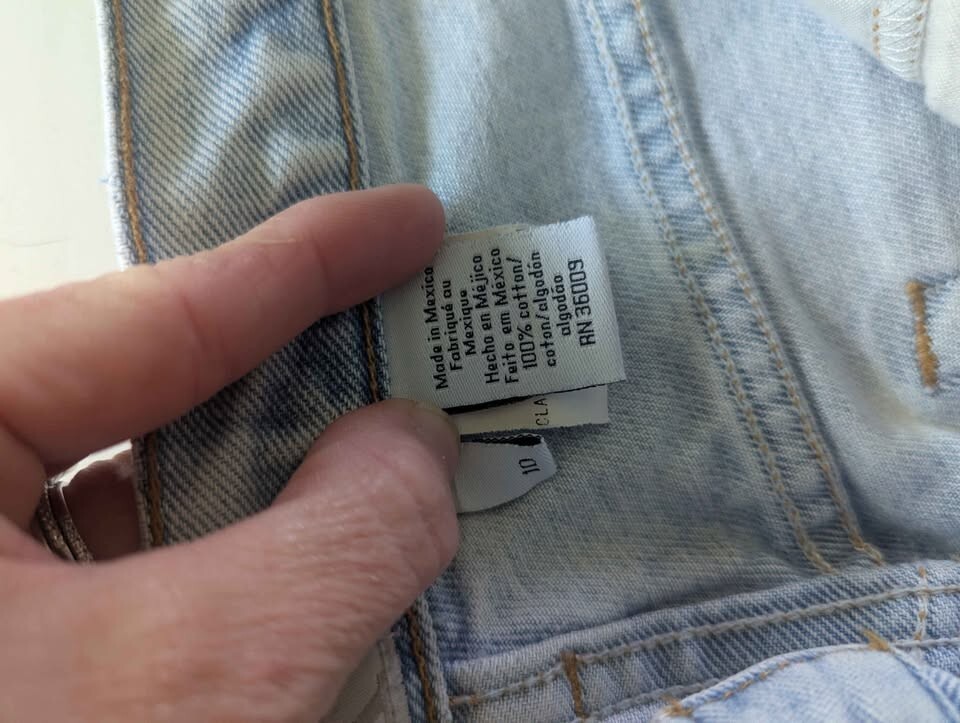 Made in Mexico
Fabriqué au
Mexique
Hecho en Méjico
Feito em México
100% cotton/
coton/algodón
algodão
RN 36009
CLA
10